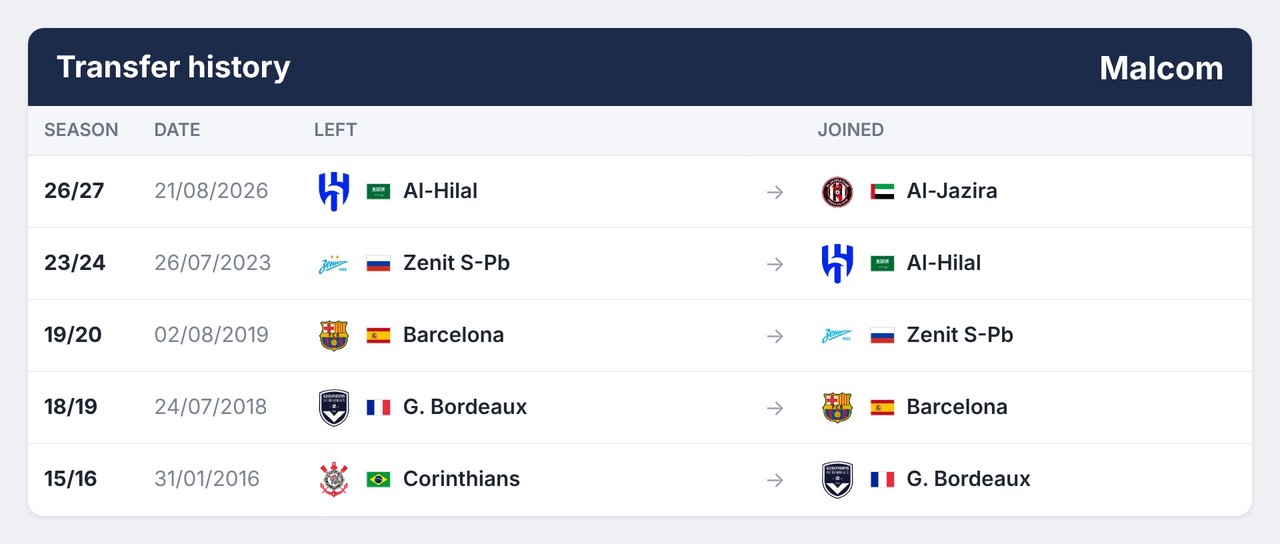 Transfer history Malcom
SEASON DATE LEFT JOINED
26/27 21/08/2026 Al-Hilal → Al-Jazira
23/24 26/07/2023 Zenit S-Pb → Al-Hilal
19/20 02/08/2019 Barcelona → Zenit S-Pb
18/19 24/07/2018 G. Bordeaux → Barcelona
15/16 31/01/2016 Corinthians → G. Bordeaux